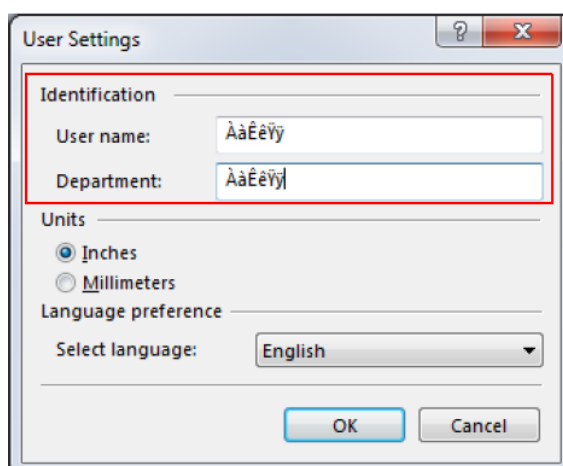 User Settings
Identification
User name: ÀàÊêŸÿ
Department: ÀàÊêŸÿ
Units
Inches
Millimeters
Language preference
Select language: English
OK Cancel